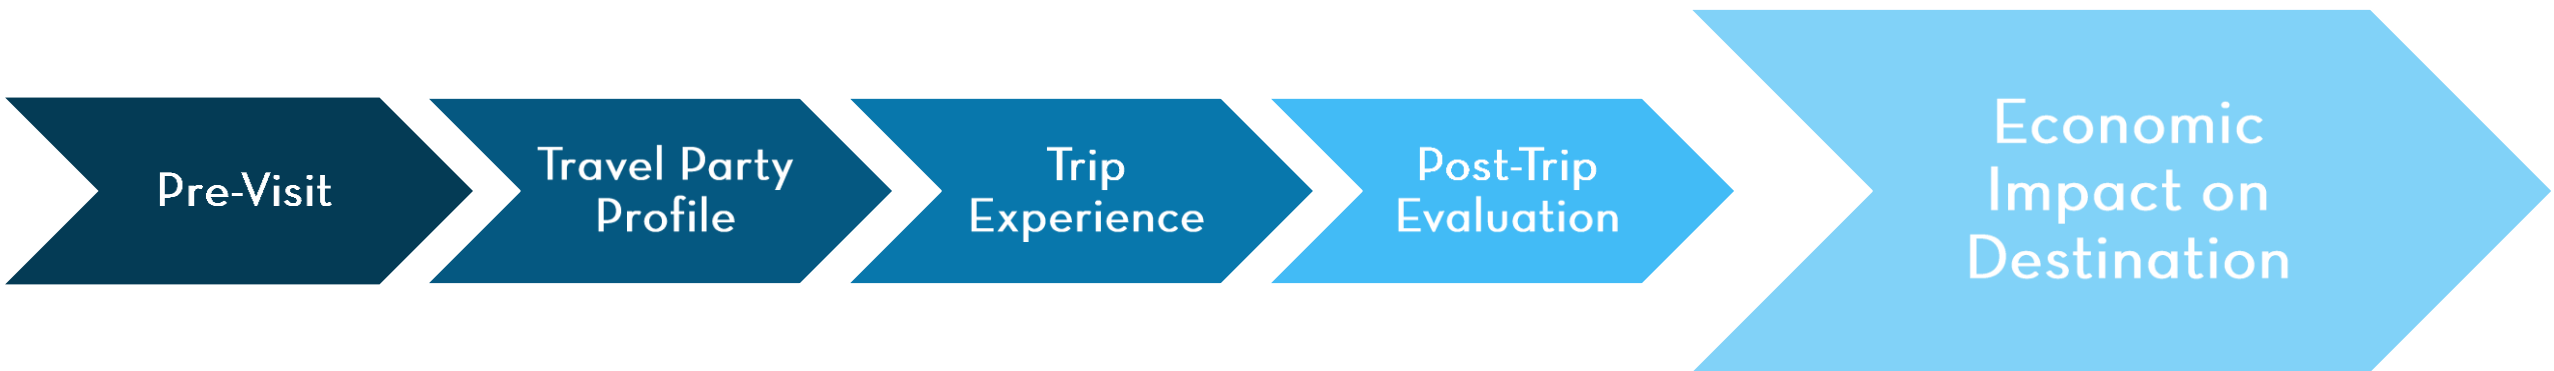 Pre-Visit
Travel Party
Profile
Trip
Experience
Post-Trip
Evaluation
Economic
Impact on
Destination